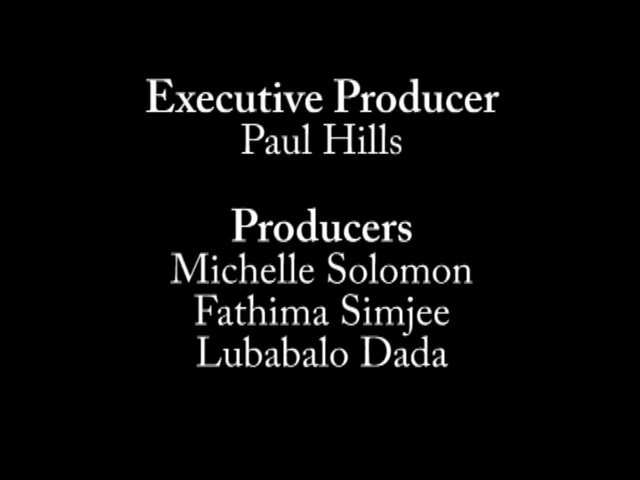 Executive Producer
Paul Hills
Producers
Michelle Solomon
Fathima Simjee
Lubabalo Dada